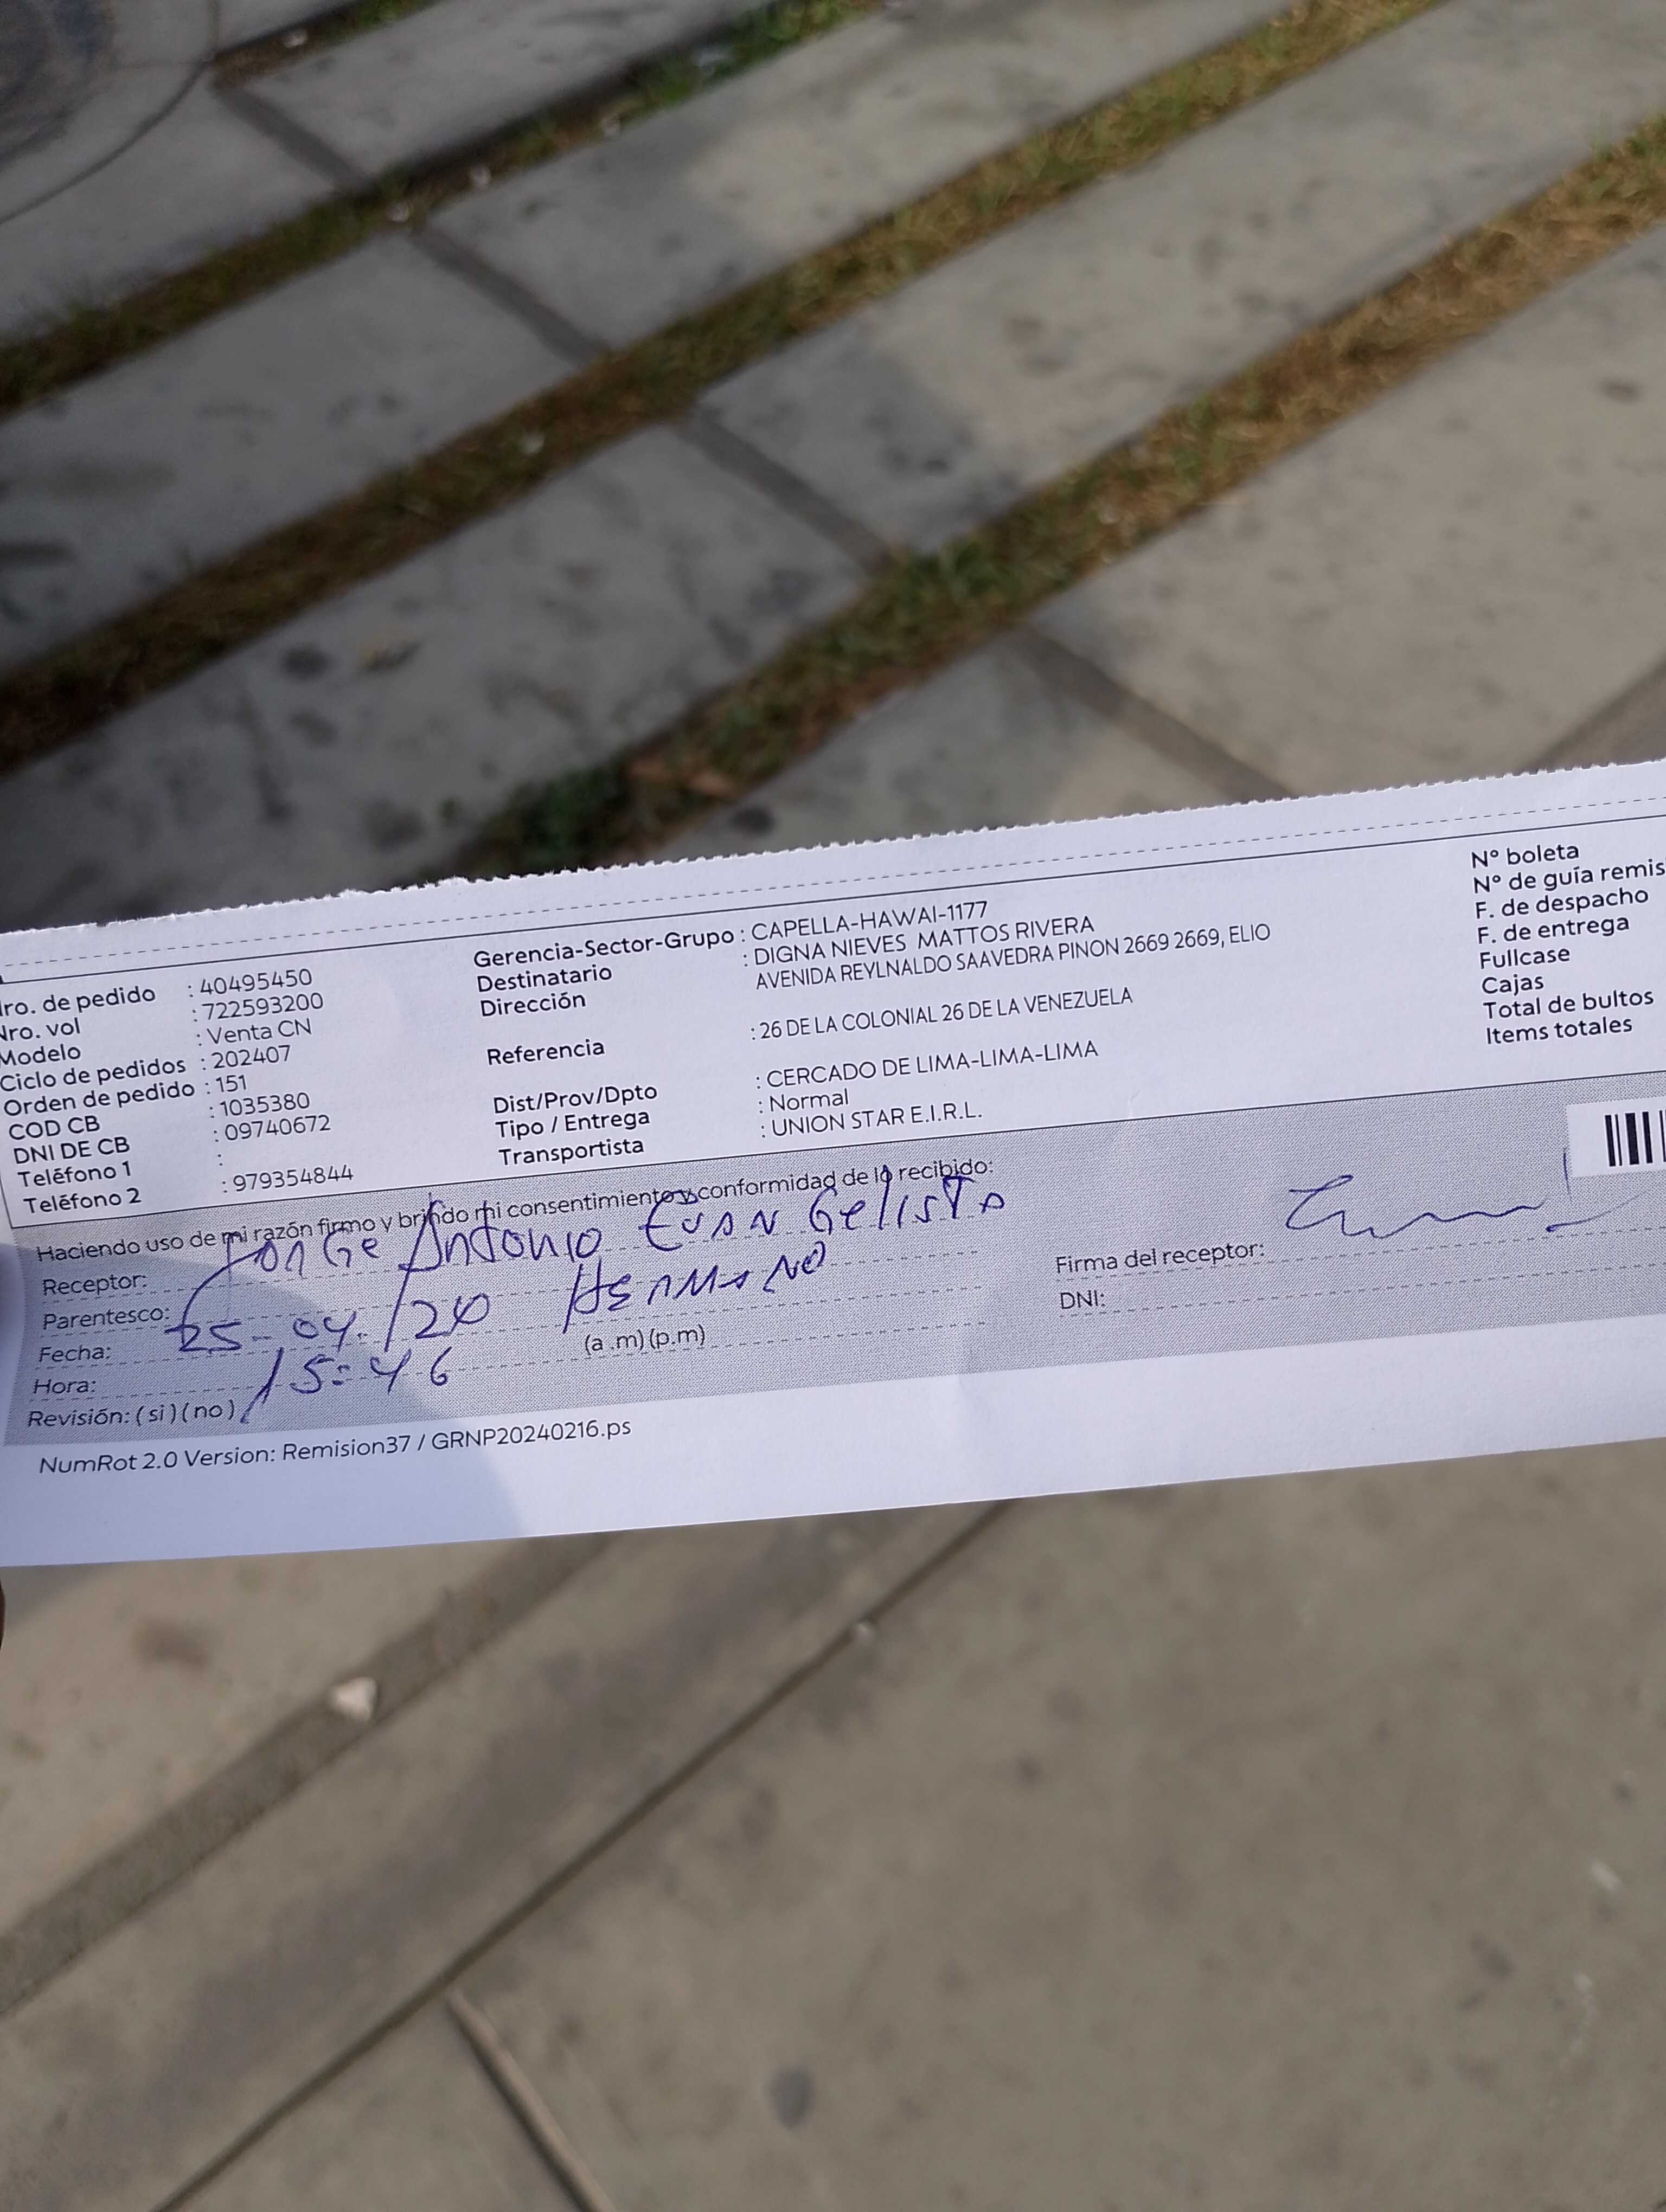 Nro. de pedido : 40495450
Nro. vol : 722593200
Modelo : Venta CN
Ciclo de pedidos : 202407
Orden de pedido : 151
COD CB : 1035380
DNI DE CB : 09740672
Teléfono 1 :
Teléfono 2 : 979354844
Gerencia-Sector-Grupo : CAPELLA-HAWAI-1177
Destinatario : DIGNA NIEVES MATTOS RIVERA
Dirección AVENIDA REYLNALDO SAAVEDRA PINON 2669 2669, ELIO
Referencia : 26 DE LA COLONIAL 26 DE LA VENEZUELA
Dist/Prov/Dpto : CERCADO DE LIMA-LIMA-LIMA
Tipo / Entrega : Normal
Transportista : UNION STAR E.I.R.L.
Nº boleta
Nº de guía remis
F. de despacho
F. de entrega
Fullcase
Cajas
Total de bultos
Items totales
Haciendo uso de mi razón firmo y brindo mi consentimiento y conformidad de lo recibido:
Receptor: Jorge Antonio Evangelista
Parentesco: HERMANO
Fecha: 25-04-/20
Hora: 15:46 (a .m) (p.m)
Revisión: ( si ) ( no )
Firma del receptor:
DNI:
NumRot 2.0 Version: Remision37 / GRNP20240216.ps